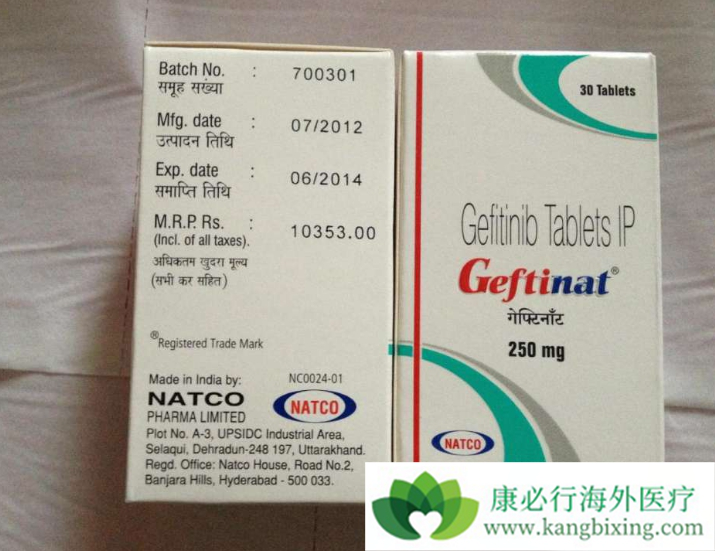 Batch No. : 700301
समूह संख्या
Mfg. date : 07/2012
उत्पादन तिथि
Exp. date : 06/2014
समाप्ति तिथि
M.R.P. Rs. : 10353.00
(Incl. of all taxes).
अधिकतम खुदरा मूल्य
(सभी कर सहित)
®Registered Trade Mark
Made in India by: NC0024-01
NATCO
PHARMA LIMITED
NATCO
Plot No. A-3, UPSIDC Industrial Area,
Selaqui, Dehradun-248 197, Uttarakhand.
Regd. Office: Natco House, Road No.2,
Banjara Hills, Hyderabad - 500 033.
30 Tablets
Gefitinib Tablets IP
Geftinat®
गेफ्टिनॉट
250 mg
NATCO
康必行海外医疗
www.kangbixing.com